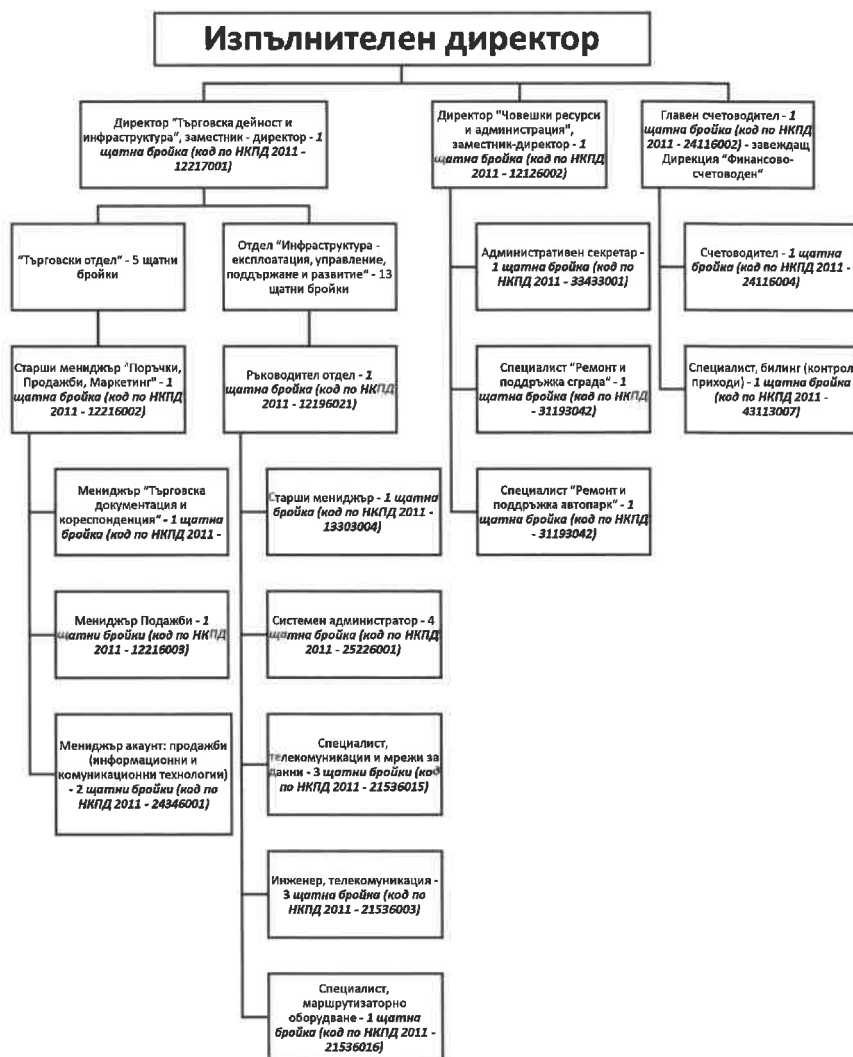 Изпълнителен директор
Директор "Търговска дейност и
инфраструктура", заместник - директор - 1
щатна бройка (код по НКПД 2011 -
12217001)
Директор "Човешки ресурси
и администрация",
заместник-директор - 1
щатна бройка (код по НКПД
2011 - 12126002)
Главен счетоводител - 1
щатна бройка (код по НКПД
2011 - 24116002) - завеждащ
Дирекция "Финансово-
счетоводен"
"Търговски отдел" - 5 щатни
бройки
Отдел "Инфраструктура -
експлоатация, управление,
поддържане и развитие" - 13
щатни бройки
Административен секретар -
1 щатна бройка (код по
НКПД 2011 - 33433001)
Счетоводител - 1 щатна
бройка (код по НКПД 2011 -
24116004)
Старши мениджър "Поръчки,
Продажби, Маркетинг" - 1
щатна бройка (код по НКПД
2011 - 12216002)
Ръководител отдел - 1
щатна бройка (код по НКПД
2011 - 12196021)
Специалист "Ремонт и
поддръжка сграда" - 1
щатна бройка (код по НКПД
- 31193042)
Специалист, билинг (контрол
приходи) - 1 щатна бройка
(код по НКПД 2011 -
43113007)
Мениджър "Търговска
документация и
кореспонденция" - 1 щатна
бройка (код по НКПД 2011 -
Старши мениджър - 1 щатна
бройка (код по НКПД 2011 -
13303004)
Специалист "Ремонт и
поддръжка автопарк" - 1
щатна бройка (код по НКПД
- 31193042)
Мениджър Подажби - 1
щатни бройки (код по НКПД
2011 - 12216003)
Системен администратор - 4
щатна бройка (код по НКПД
2011 - 25226001)
Мениджър акаунт: продажби
(информационни и
комуникационни технологии)
- 2 щатни бройки (код по
НКПД 2011 - 24346001)
Специалист,
телекомуникации и мрежи за
данни - 3 щатни бройки (код
по НКПД 2011 - 21536015)
Инженер, телекомуникация -
3 щатна бройка (код по
НКПД 2011 - 21536003)
Специалист,
маршрутизаторно
оборудване - 1 щатна
бройка (код по НКПД 2011 -
21536016)